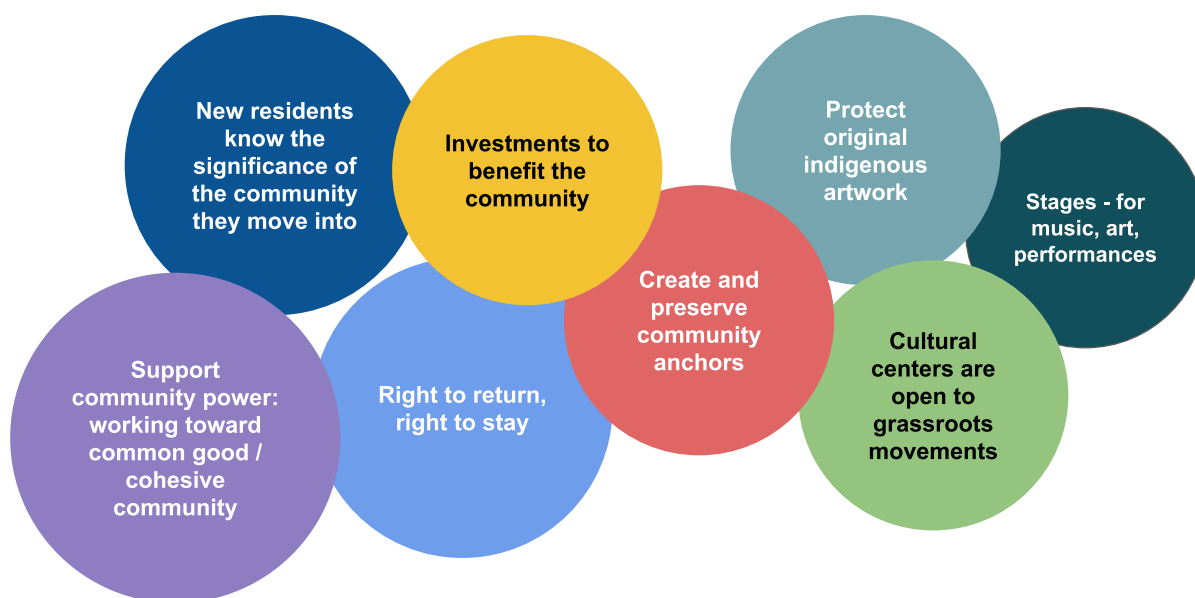 New residents
know the
significance of
the community
they move into
Investments to
benefit the
community
Protect
original
indigenous
artwork
Stages - for
music, art,
performances
Support
community power:
working toward
common good /
cohesive
community
Right to return,
right to stay
Create and
preserve
community
anchors
Cultural
centers are
open to
grassroots
movements